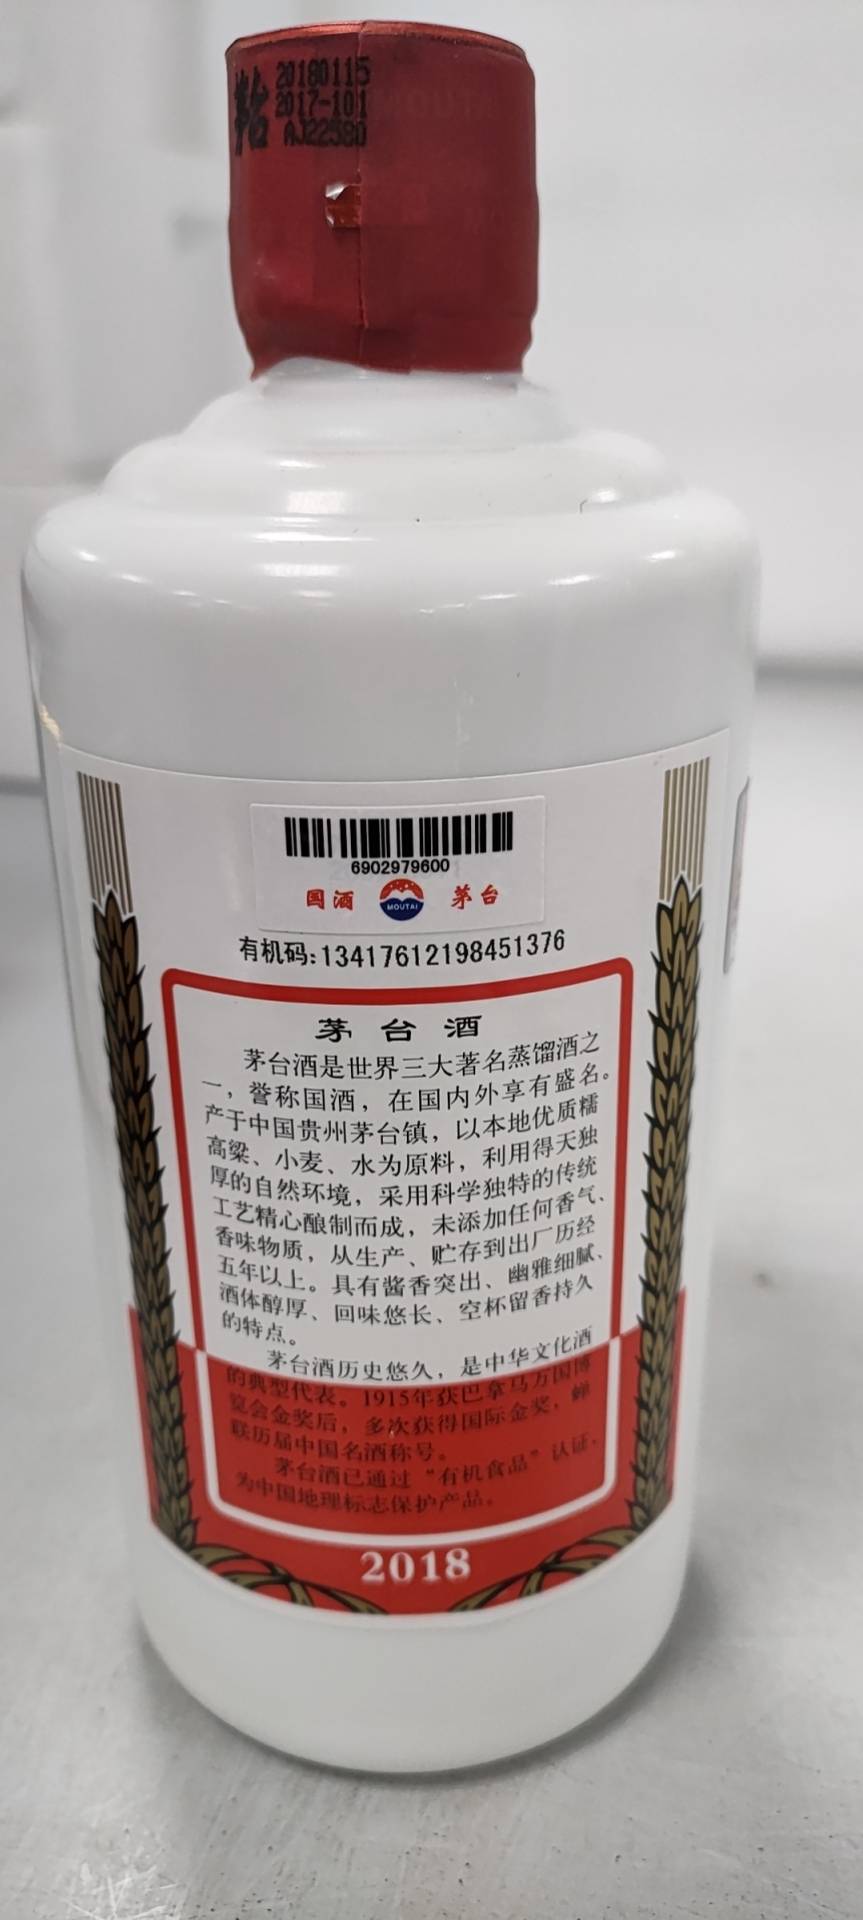 茅台
20180115
2017-101
AJ22580
MOUTAI
6902979600
国酒
MOUTAI
茅台
有机码:13417612198451376
茅台酒
茅台酒是世界三大著名蒸馏酒之
一，誉称国酒，在国内外享有盛名。
产于中国贵州茅台镇，以本地优质糯
高粱、小麦、水为原料，利用得天独
厚的自然环境，采用科学独特的传统
工艺精心酿制而成，未添加任何香气、
香味物质，从生产、贮存到出厂历经
五年以上。具有酱香突出、幽雅细腻、
酒体醇厚、回味悠长、空杯留香持久
的特点。
茅台酒历史悠久，是中华文化酒
的典型代表。1915年获巴拿马万国博
览会金奖后，多次获得国际金奖，蝉
联历届中国名酒称号。
茅台酒已通过“有机食品”认证，
为中国地理标志保护产品。
2018